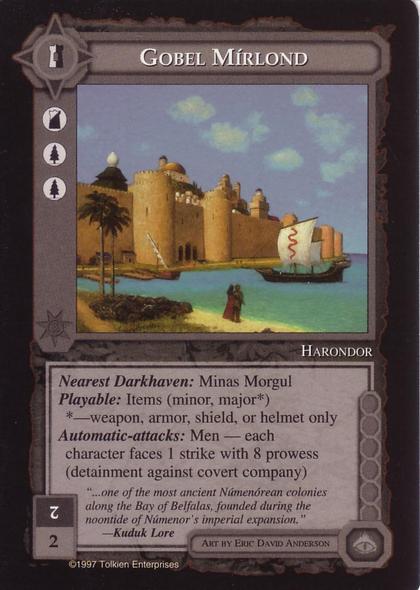 GOBEL MÍRLOND
HARONDOR
Nearest Darkhaven: Minas Morgul
Playable: Items (minor, major*)
*—weapon, armor, shield, or helmet only
Automatic-attacks: Men — each
character faces 1 strike with 8 prowess
(detainment against covert company)
"...one of the most ancient Númenórean colonies
along the Bay of Belfalas, founded during the
noontide of Númenor's imperial expansion."
—Kuduk Lore
2
2
ART BY ERIC DAVID ANDERSON
©1997 Tolkien Enterprises